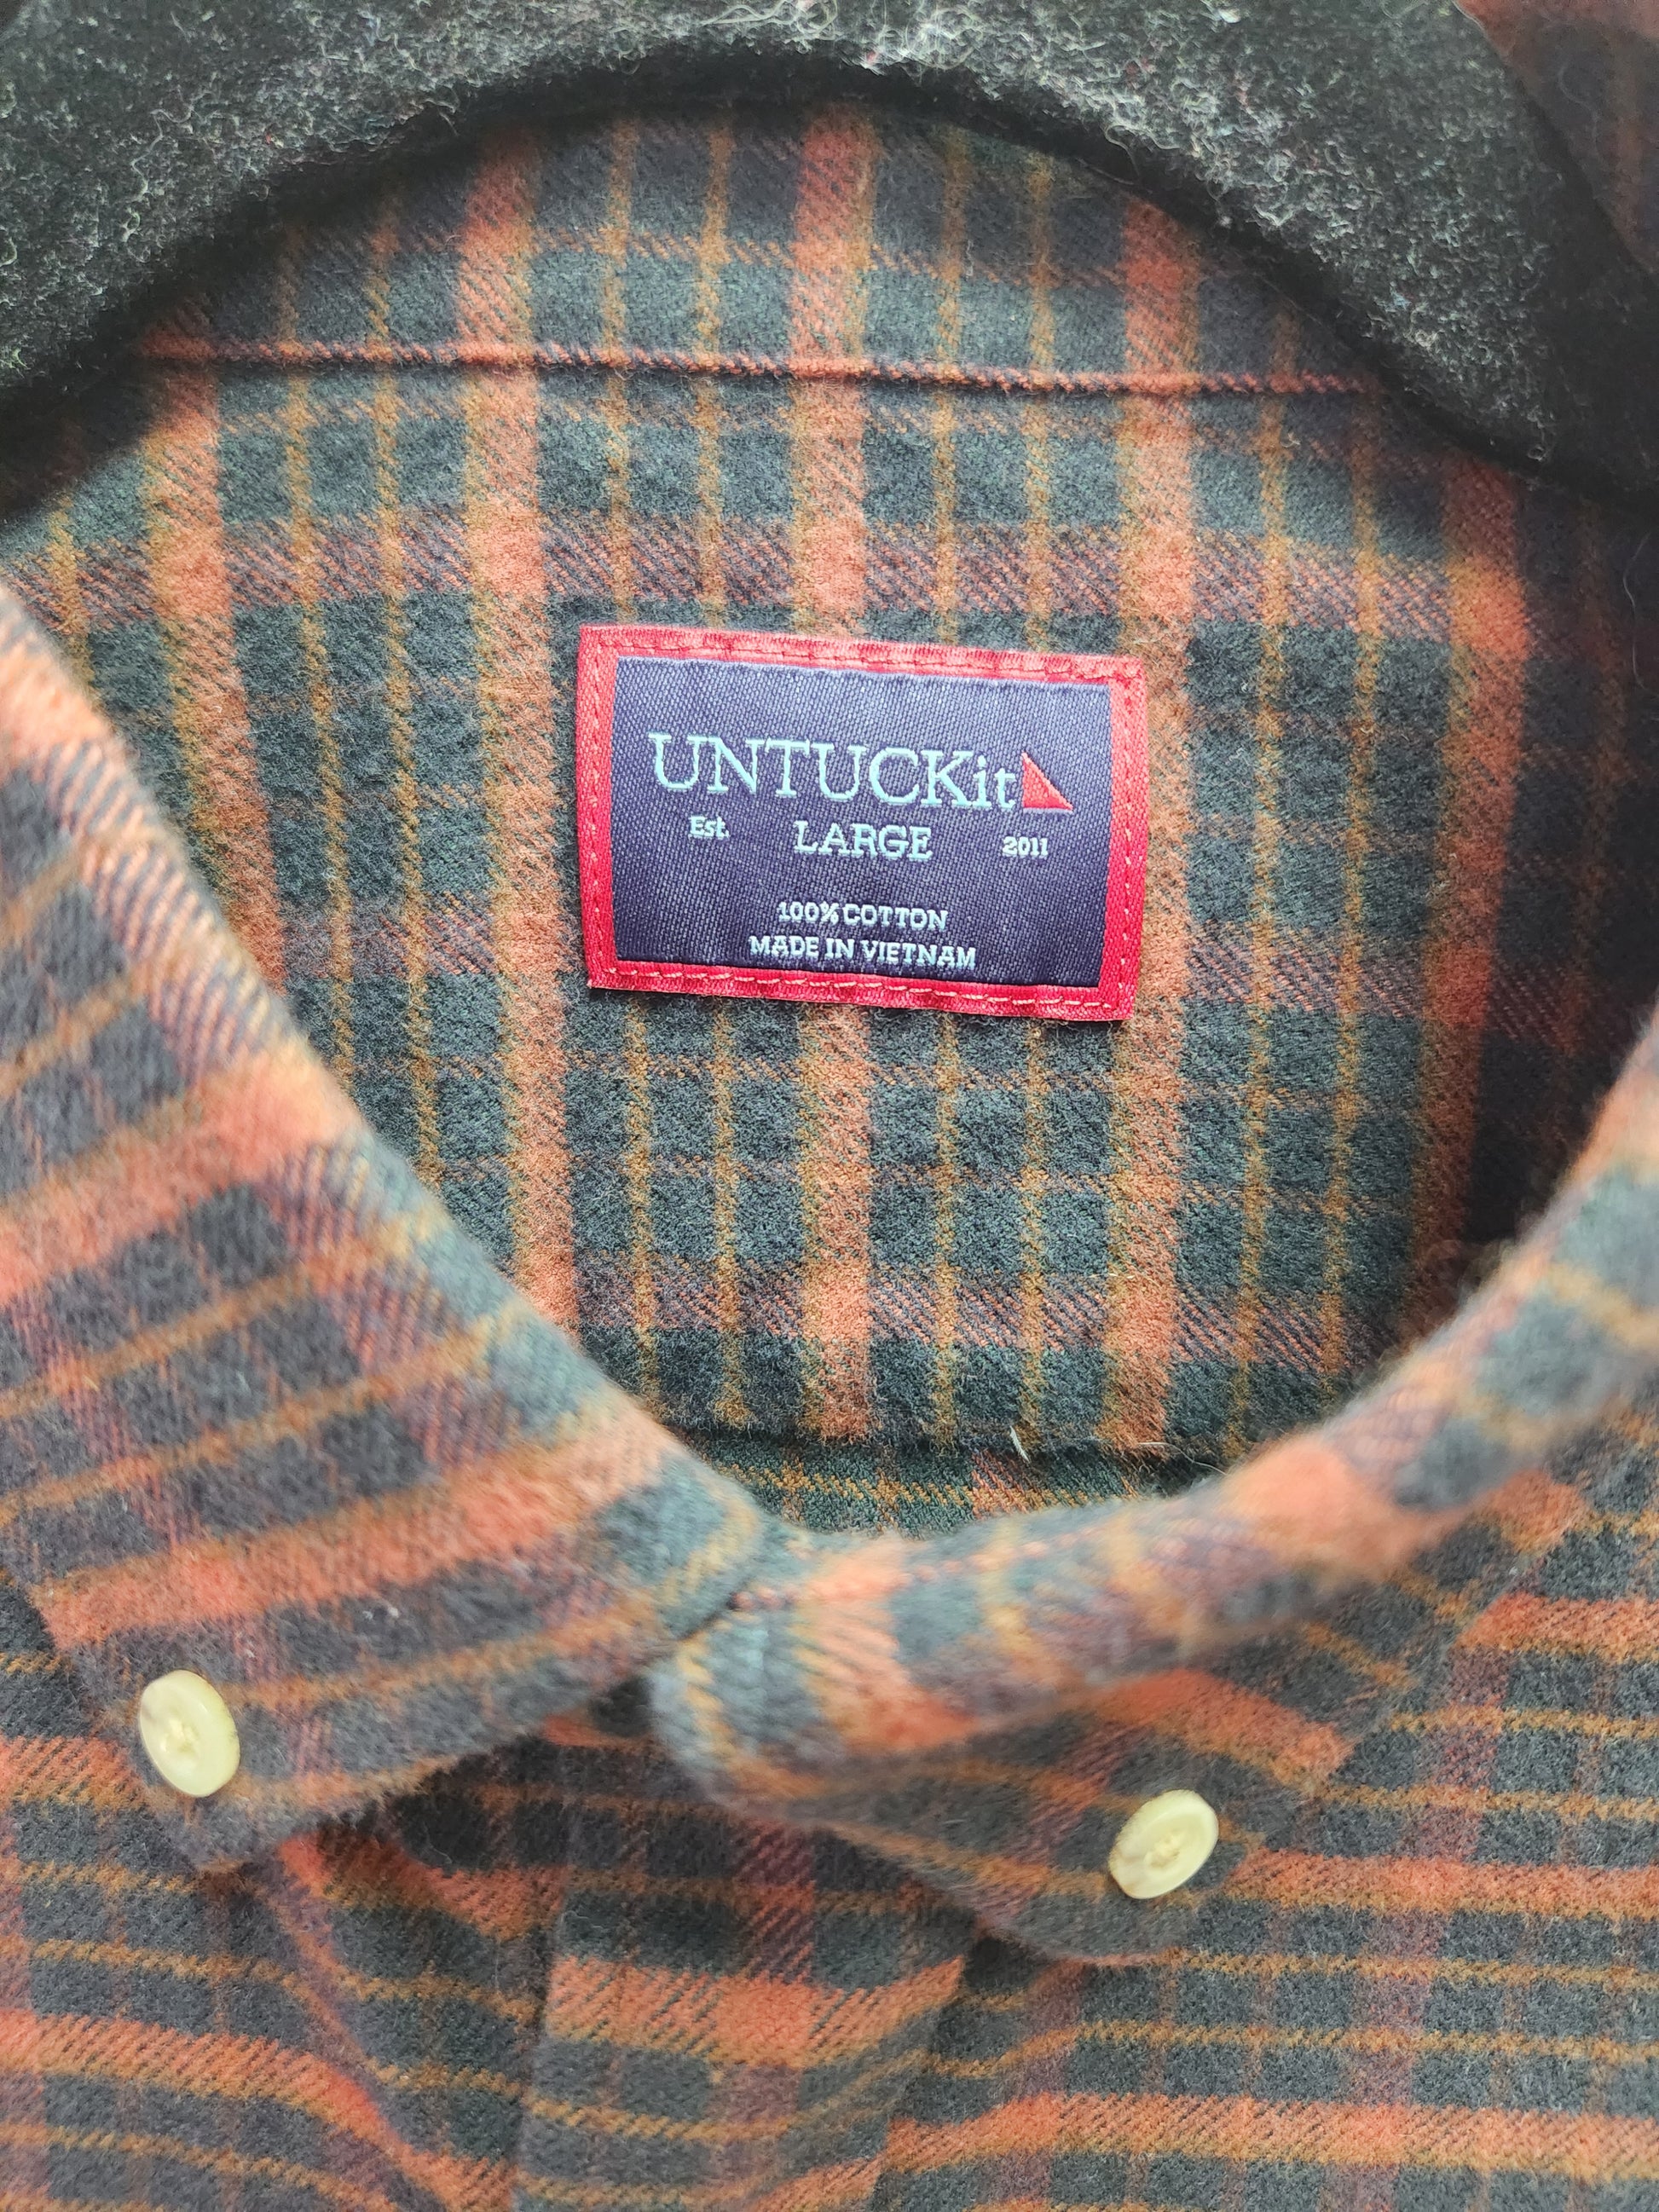 UNTUCKit
Est. LARGE 2011
100% COTTON
MADE IN VIETNAM